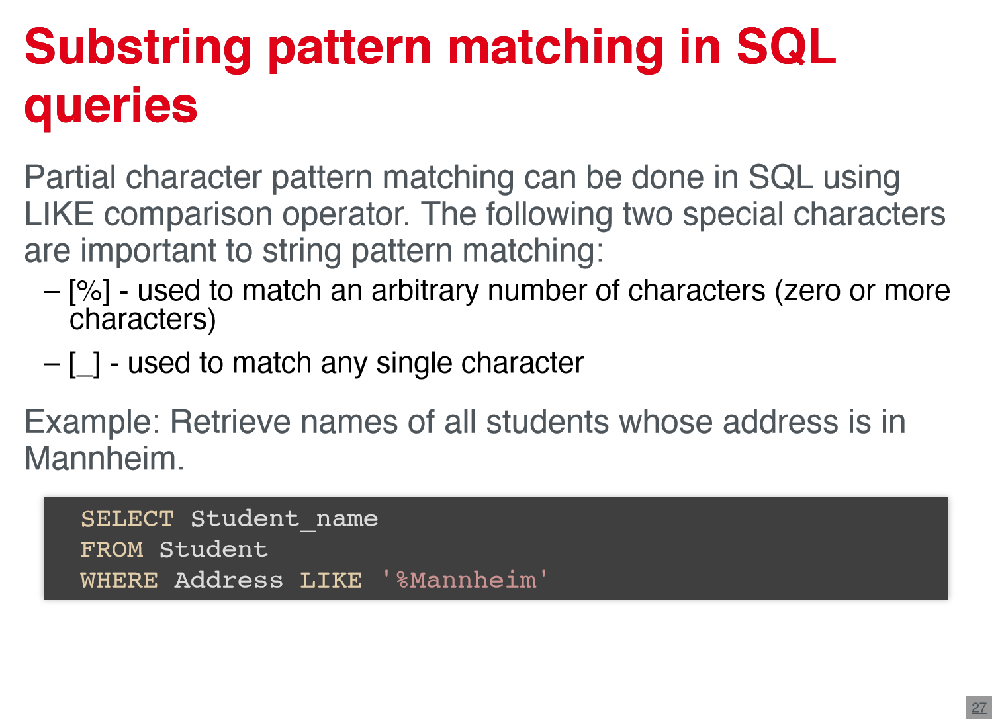 Substring pattern matching in SQL
queries
Partial character pattern matching can be done in SQL using
LIKE comparison operator. The following two special characters
are important to string pattern matching:
– [%] - used to match an arbitrary number of characters (zero or more
characters)
– [_] - used to match any single character
Example: Retrieve names of all students whose address is in
Mannheim.
SELECT Student_name
FROM Student
WHERE Address LIKE '%Mannheim'
27